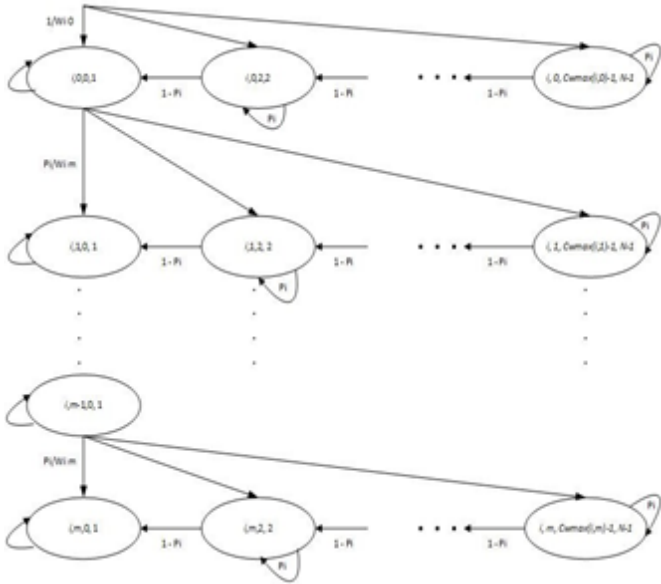 1/Wi 0
i,0,0,1
i,0,2,2
i, 0, Cwmax(i,0)-1, N-1
Pi
1 - Pi
1 - Pi
1 - Pi
Pi
Pi/Wi m
i,1,0, 1
i,1,2, 2
i, 1, Cwmax(i,1)-1, N-1
Pi
1 - Pi
1 - Pi
1 - Pi
Pi
i,m-1,0, 1
Pi/Wi m
i,m,0, 1
i,m,2, 2
i, m, Cwmax(i,m)-1, N-1
Pi
1 - Pi
1 - Pi
1 - Pi
Pi